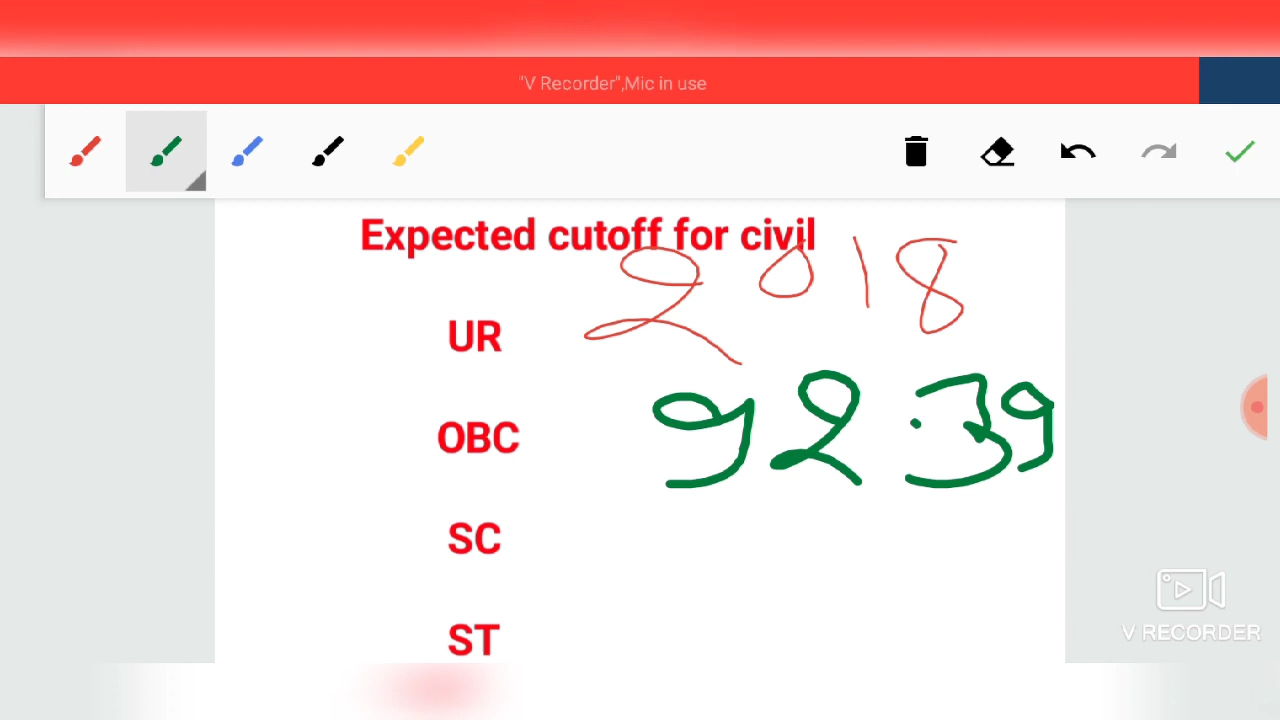 "V Recorder",Mic in use
Expected cutoff for civil
2018
UR
92.39
OBC
SC
ST
V RECORDER